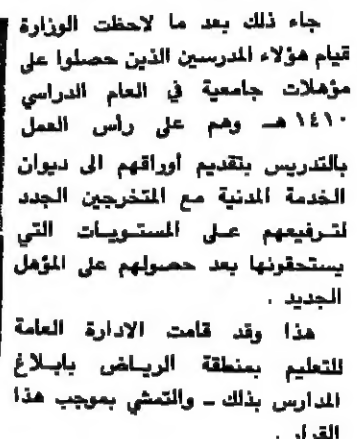 جاء ذلك بعد ما لاحظت الوزارة
قيام هؤلاء المدرسين الذين حصلوا على
مؤهلات جامعية في العام الدراسي
١٤١٠ هـ وهم على رأس العمل
بالتدريس بتقديم أوراقهم الى ديوان
الخدمة المدنية مع المتخرجين الجدد
لترفيعهم على المستويات التي
يستحقونها بعد حصولهم على المؤهل
الجديد .
هذا وقد قامت الادارة العامة
للتعليم بمنطقة الرياض بابلاغ
المدارس بذلك ـ والتمشي بموجب هذا
القرار .